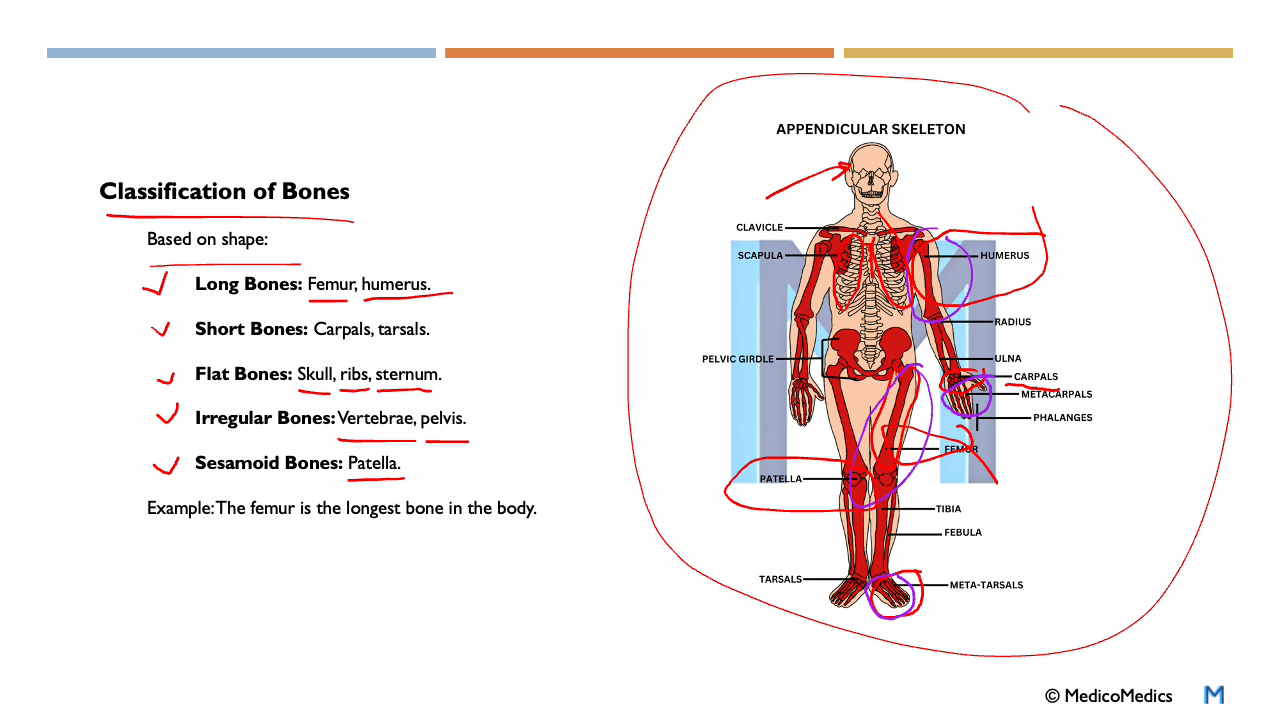 Classification of Bones
Based on shape:
Long Bones: Femur, humerus.
Short Bones: Carpals, tarsals.
Flat Bones: Skull, ribs, sternum.
Irregular Bones: Vertebrae, pelvis.
Sesamoid Bones: Patella.
Example: The femur is the longest bone in the body.
APPENDICULAR SKELETON
CLAVICLE
SCAPULA
HUMERUS
RADIUS
PELVIC GIRDLE
ULNA
CARPALS
METACARPALS
PHALANGES
FEMUR
PATELLA
TIBIA
FEBULA
TARSALS
META-TARSALS
© MedicoMedics
M